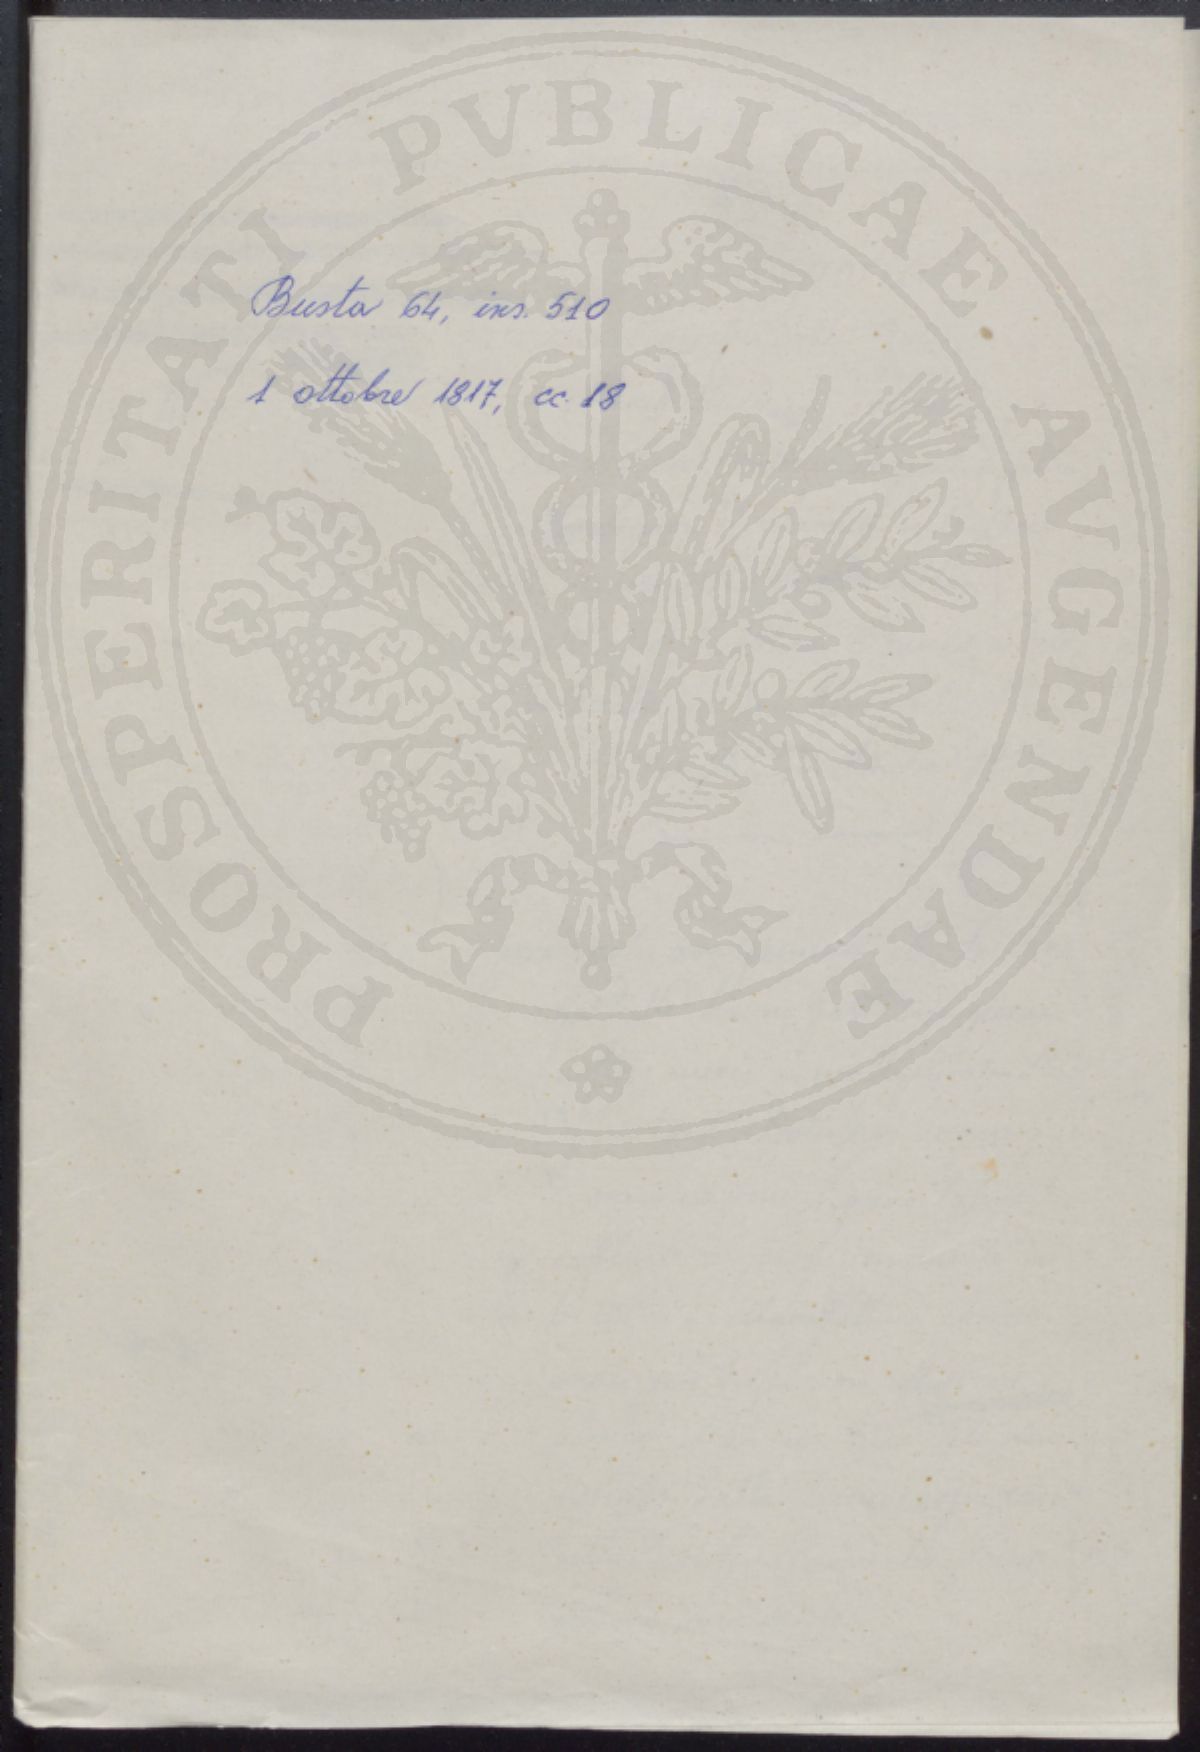 PROSPERITATI PVBLICAE AVGENDAE
Busta 64, ins. 510
1 ottobre 1817, cc. 18